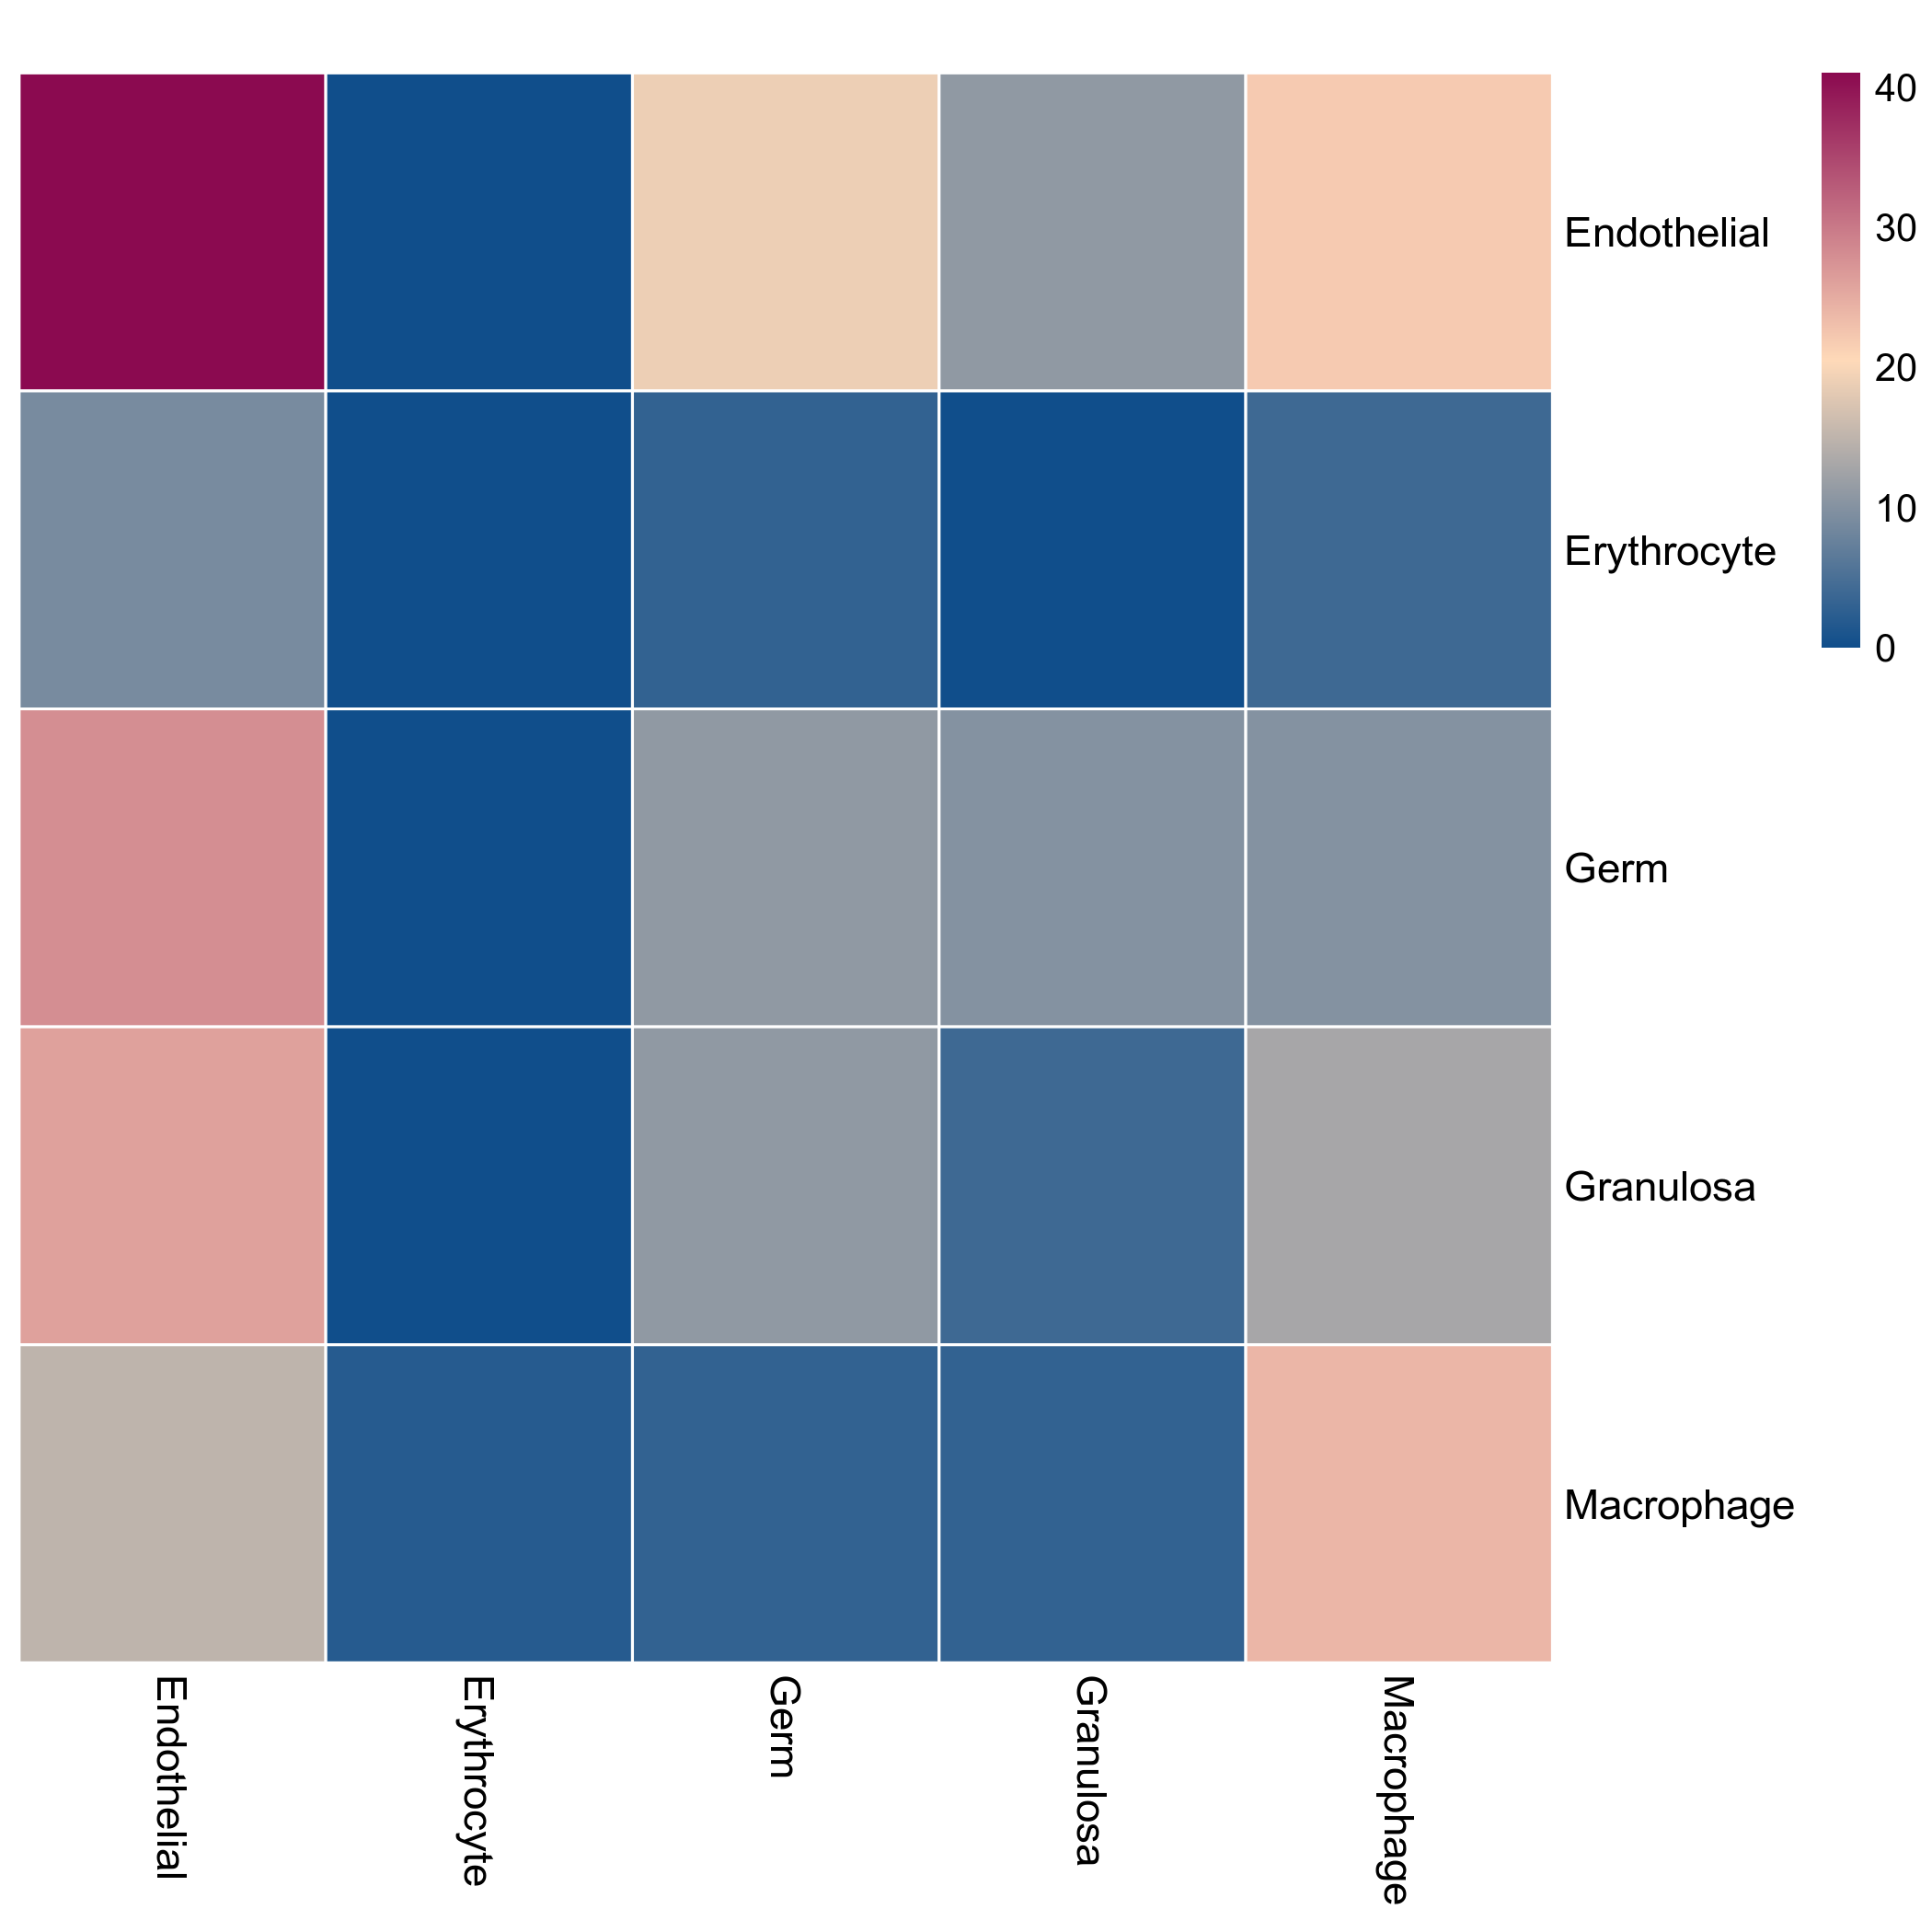 40
30
20
10
0
Endothelial
Erythrocyte
Germ
Granulosa
Macrophage
Endothelial
Erythrocyte
Germ
Granulosa
Macrophage